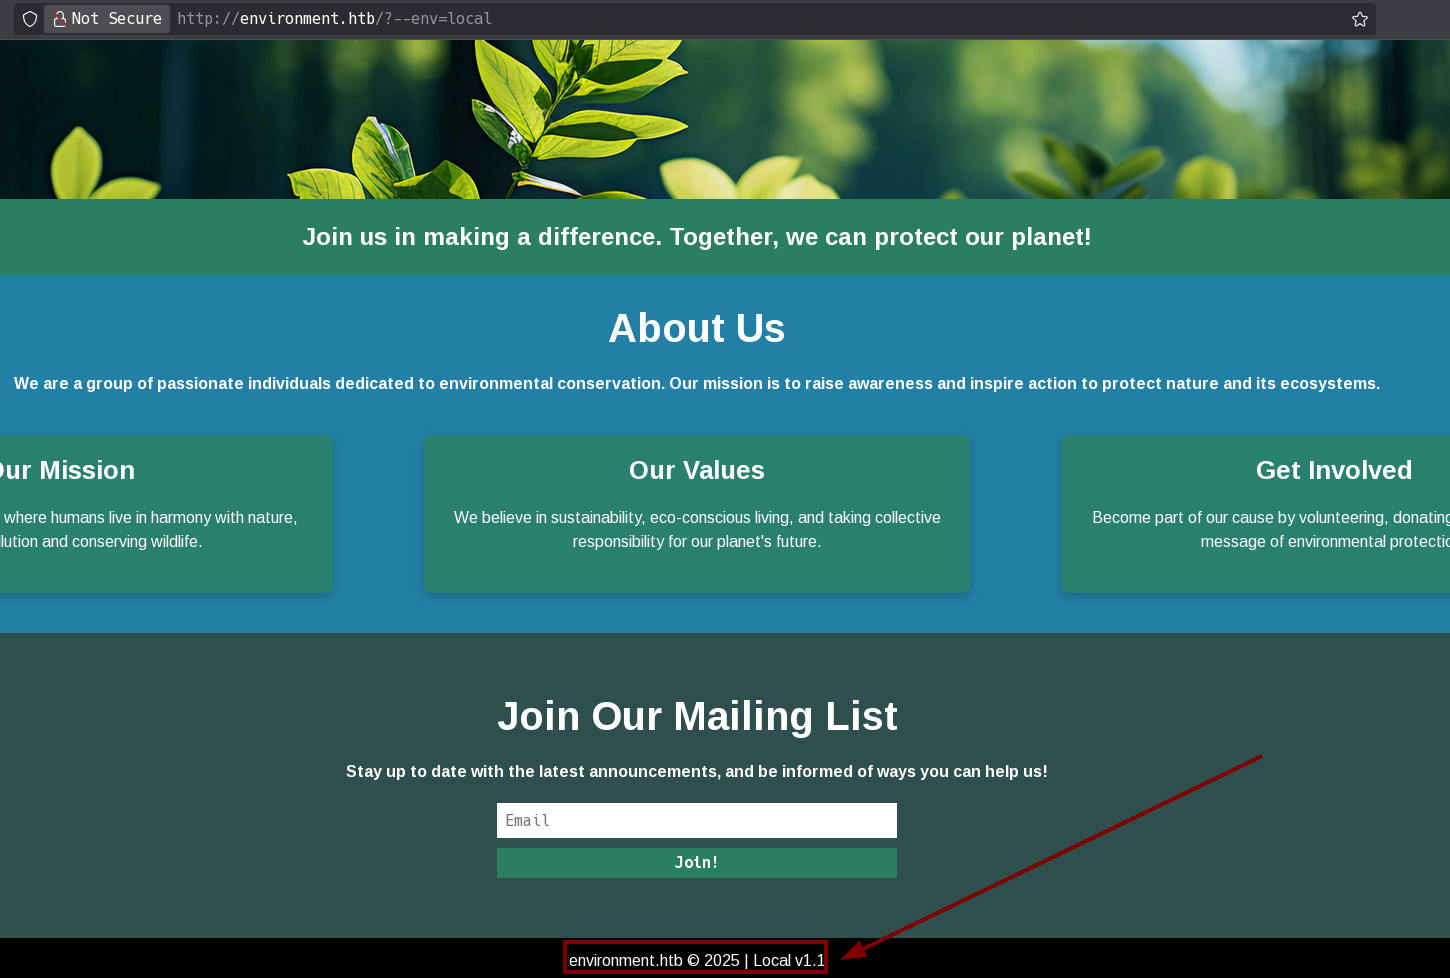 Not Secure http://environment.htb/?--env=local
Join us in making a difference. Together, we can protect our planet!
About Us
We are a group of passionate individuals dedicated to environmental conservation. Our mission is to raise awareness and inspire action to protect nature and its ecosystems.
Our Mission
where humans live in harmony with nature,
lution and conserving wildlife.
Our Values
We believe in sustainability, eco-conscious living, and taking collective
responsibility for our planet's future.
Get Involved
Become part of our cause by volunteering, donating
message of environmental protectio
Join Our Mailing List
Stay up to date with the latest announcements, and be informed of ways you can help us!
Email
Join!
environment.htb © 2025 | Local v1.1